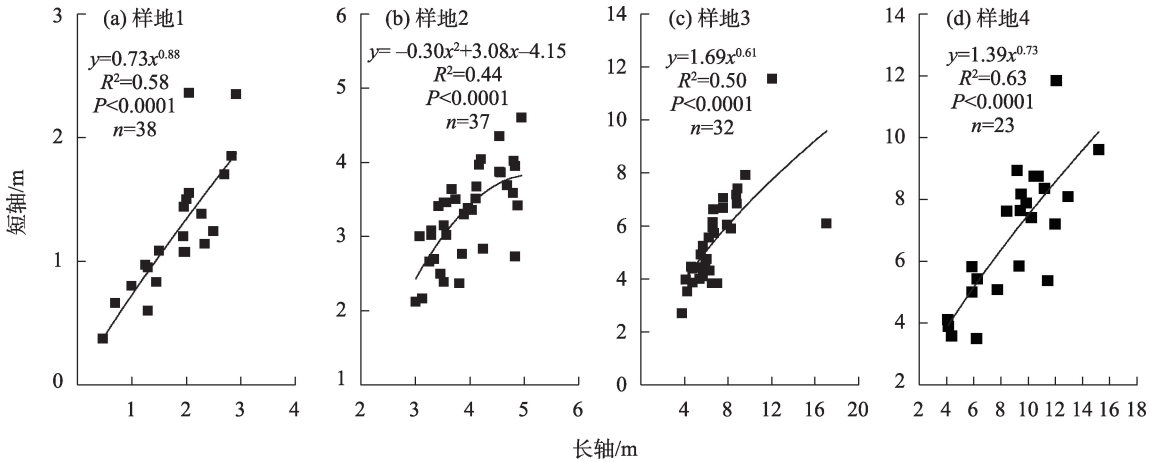 (a) 样地1
y=0.73x^0.88
R²=0.58
P<0.0001
n=38
3
2
1
0
1
2
3
4
(b) 样地2
y= –0.30x²+3.08x–4.15
R²=0.44
P<0.0001
n=37
6
5
4
3
2
1
2
3
4
5
6
(c) 样地3
y=1.69x^0.61
R²=0.50
P<0.0001
n=32
14
12
10
8
6
4
2
0
4
8
12
16
20
(d) 样地4
y=1.39x^0.73
R²=0.63
P<0.0001
n=23
14
12
10
8
6
4
2
2
4
6
8
10
12
14
16
18
短轴/m
长轴/m